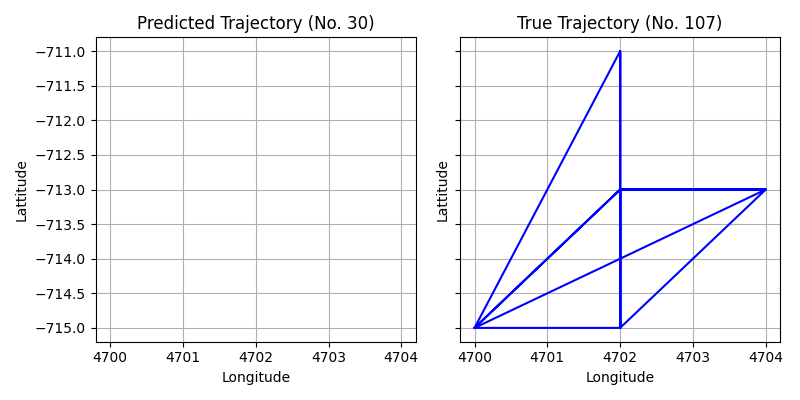 Predicted Trajectory (No. 30)
−711.0
−711.5
−712.0
−712.5
−713.0
−713.5
−714.0
−714.5
−715.0
Lattitude
4700 4701 4702 4703 4704
Longitude
True Trajectory (No. 107)
Lattitude
4700 4701 4702 4703 4704
Longitude